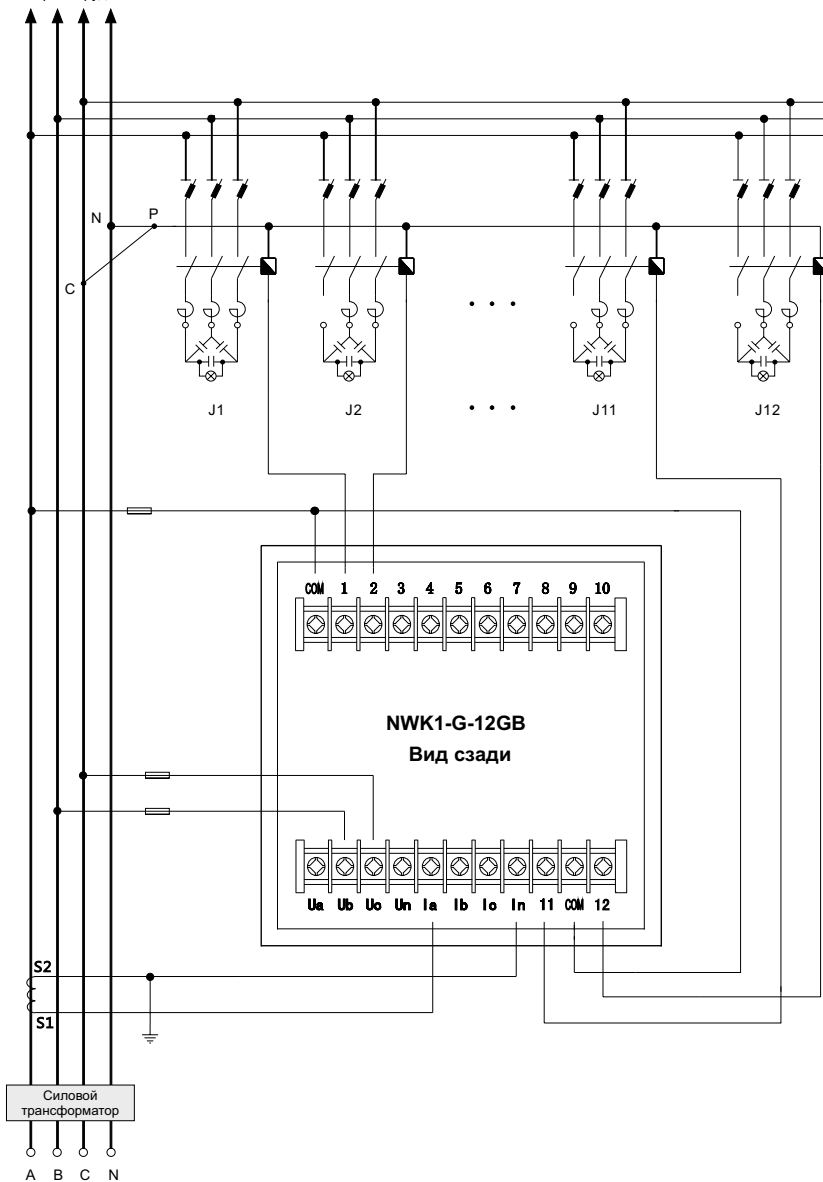 N
P
C
J1 J2 J11 J12
COM 1 2 3 4 5 6 7 8 9 10
NWK1-G-12GB
Вид сзади
Ua Ub Uc Un Ia Ib Ic In 11 COM 12
S2
S1
Силовой
трансформатор
A B C N